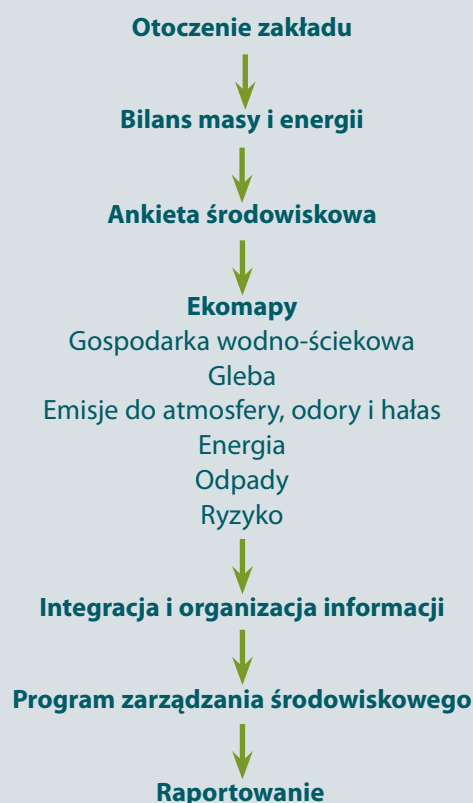 Otoczenie zakładu
Bilans masy i energii
Ankieta środowiskowa
Ekomapy
Gospodarka wodno-ściekowa
Gleba
Emisje do atmosfery, odory i hałas
Energia
Odpady
Ryzyko
Integracja i organizacja informacji
Program zarządzania środowiskowego
Raportowanie